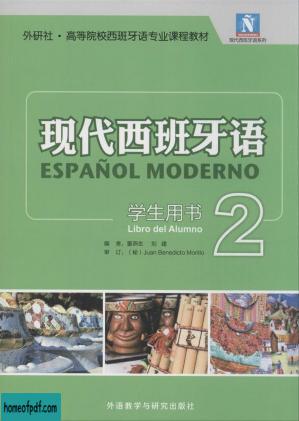 外研社·高等院校西班牙语专业课程教材
Ñ
现代西班牙语系列
现代西班牙语
ESPAÑOL MODERNO
学生用书
Libro del Alumno
2
编者：董燕生 刘建
审订：（秘）Juan Benedicto Morillo
homeofpdf.com
外语教学与研究出版社